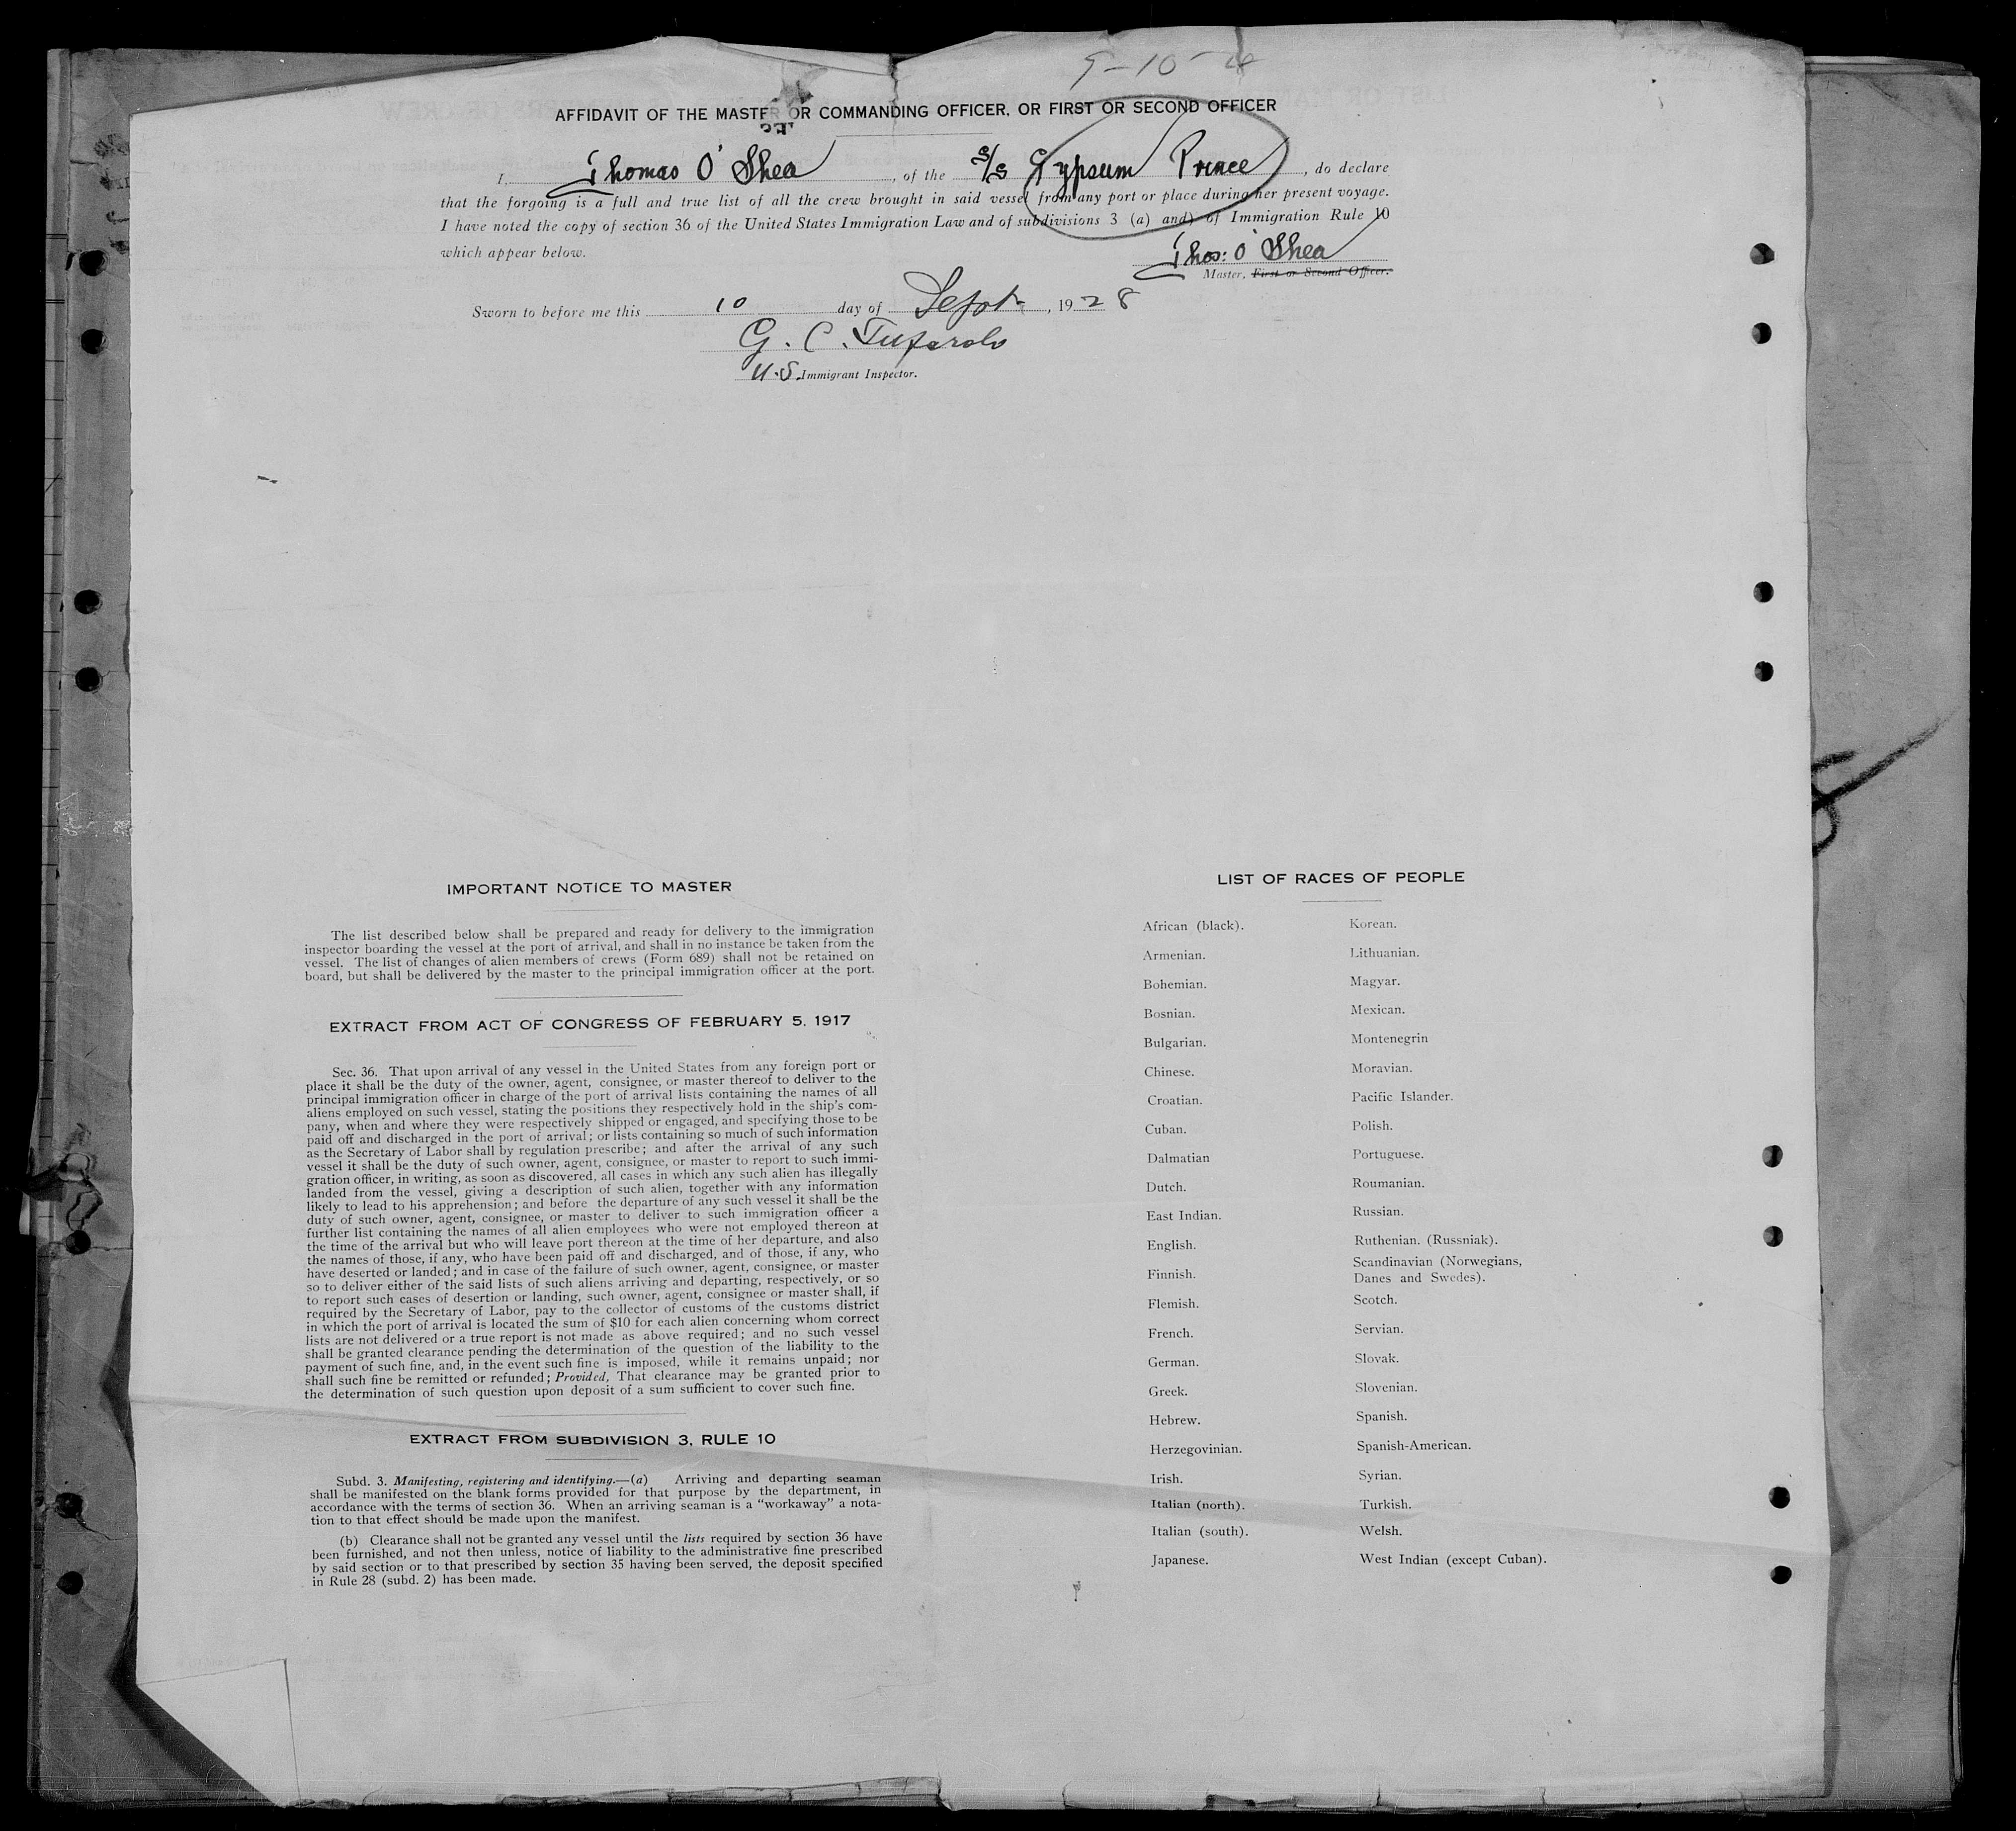 9-10-
AFFIDAVIT OF THE MASTER OR COMMANDING OFFICER, OR FIRST OR SECOND OFFICER
I, Thomas O'Shea, of the S/S Gypsum Prince, do declare
that the forgoing is a full and true list of all the crew brought in said vessel from any port or place during her present voyage.
I have noted the copy of section 36 of the United States Immigration Law and of subdivisions 3 (a) and) of Immigration Rule 10
which appear below.
Thos: O'Shea
Master, First or Second Officer.
Sworn to before me this 10 day of Sept, 1928
G. C.
U.S. Immigrant Inspector.
IMPORTANT NOTICE TO MASTER
The list described below shall be prepared and ready for delivery to the immigration
inspector boarding the vessel at the port of arrival, and shall in no instance be taken from the
vessel. The list of changes of alien members of crews (Form 689) shall not be retained on
board, but shall be delivered by the master to the principal immigration officer at the port.
EXTRACT FROM ACT OF CONGRESS OF FEBRUARY 5, 1917
Sec. 36. That upon arrival of any vessel in the United States from any foreign port or
place it shall be the duty of the owner, agent, consignee, or master thereof to deliver to the
principal immigration officer in charge of the port of arrival lists containing the names of all
aliens employed on such vessel, stating the positions they respectively hold in the ship's com-
pany, when and where they were respectively shipped or engaged, and specifying those to be
paid off and discharged in the port of arrival; or lists containing so much of such information
as the Secretary of Labor shall by regulation prescribe; and after the arrival of any such
vessel it shall be the duty of such owner, agent, consignee, or master to report to such immi-
gration officer, in writing, as soon as discovered, all cases in which any such alien has illegally
landed from the vessel, giving a description of such alien, together with any information
likely to lead to his apprehension; and before the departure of any such vessel it shall be the
duty of such owner, agent, consignee, or master to deliver to such immigration officer a
further list containing the names of all alien employees who were not employed thereon at
the time of the arrival but who will leave port thereon at the time of her departure, and also
the names of those, if any, who have been paid off and discharged, and of those, if any, who
have deserted or landed; and in case of the failure of such owner, agent, consignee, or master
so to deliver either of the said lists of such aliens arriving and departing, respectively, or so
to report such cases of desertion or landing, such owner, agent, consignee or master shall, if
required by the Secretary of Labor, pay to the collector of customs of the customs district
in which the port of arrival is located the sum of $10 for each alien concerning whom correct
lists are not delivered or a true report is not made as above required; and no such vessel
shall be granted clearance pending the determination of the question of the liability to the
payment of such fine, and, in the event such fine is imposed, while it remains unpaid; nor
shall such fine be remitted or refunded; Provided, That clearance may be granted prior to
the determination of such question upon deposit of a sum sufficient to cover such fine.
EXTRACT FROM SUBDIVISION 3, RULE 10
Subd. 3. Manifesting, registering and identifying.—(a) Arriving and departing seaman
shall be manifested on the blank forms provided for that purpose by the department, in
accordance with the terms of section 36. When an arriving seaman is a "workaway" a nota-
tion to that effect should be made upon the manifest.
(b) Clearance shall not be granted any vessel until the lists required by section 36 have
been furnished, and not then unless, notice of liability to the administrative fine prescribed
by said section or to that prescribed by section 35 having been served, the deposit specified
in Rule 28 (subd. 2) has been made.
LIST OF RACES OF PEOPLE
African (black).
Armenian.
Bohemian.
Bosnian.
Bulgarian.
Chinese.
Croatian.
Cuban.
Dalmatian
Dutch.
East Indian.
English.
Finnish.
Flemish.
French.
German.
Greek.
Hebrew.
Herzegovinian.
Irish.
Italian (north).
Italian (south).
Japanese.
Korean.
Lithuanian.
Magyar.
Mexican.
Montenegrin
Moravian.
Pacific Islander.
Polish.
Portuguese.
Roumanian.
Russian.
Ruthenian. (Russniak).
Scandinavian (Norwegians,
Danes and Swedes).
Scotch.
Servian.
Slovak.
Slovenian.
Spanish.
Spanish-American.
Syrian.
Turkish.
Welsh.
West Indian (except Cuban).